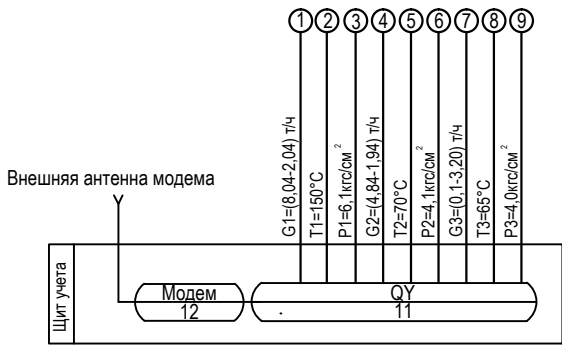 1 2 3 4 5 6 7 8 9
G1=(8,04-2,04) т/ч
T1=150°C
P1=6,1кгс/см²
G2=(4,84-1,94) т/ч
T2=70°C
P2=4,1кгс/см²
G3=(0,1-3,20) т/ч
T3=65°C
P3=4,0кгс/см²
Внешняя антенна модема
Щит учета
Модем
12
QY
11